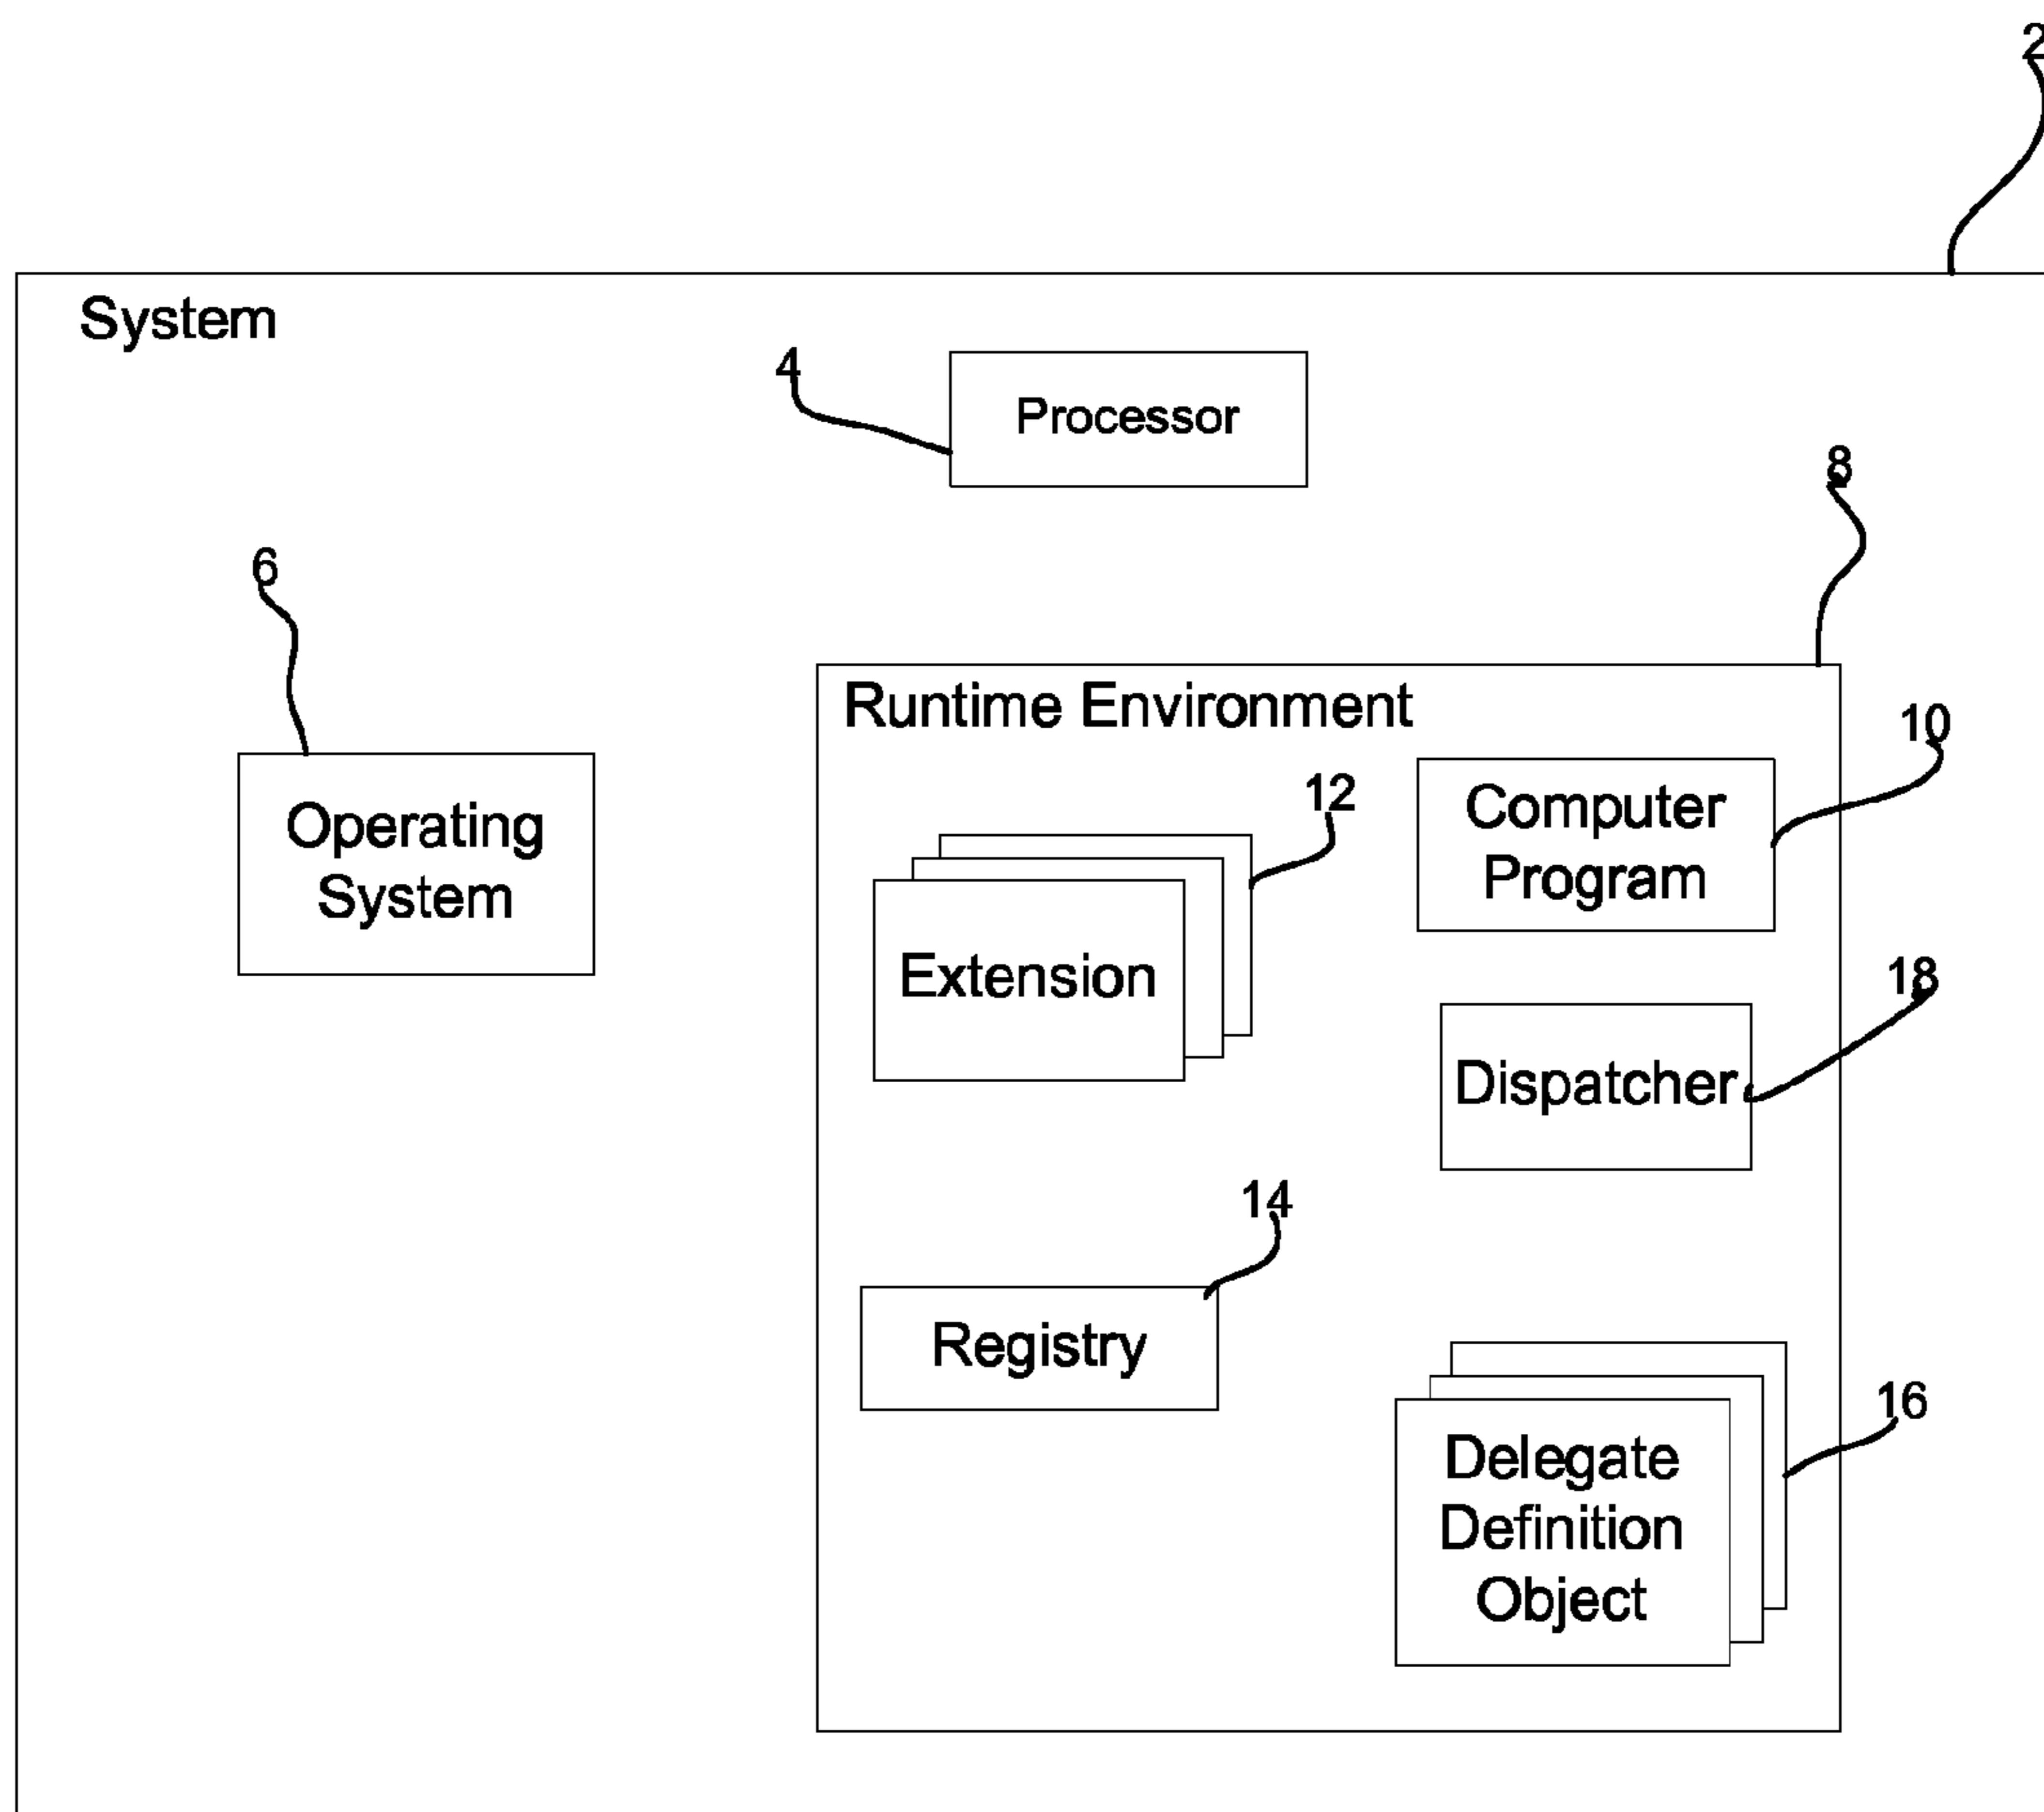 2
System
4
Processor
8
6
Runtime Environment
10
12
Computer
Program
Operating
System
Extension
18
Dispatcher
14
Registry
16
Delegate
Definition
Object